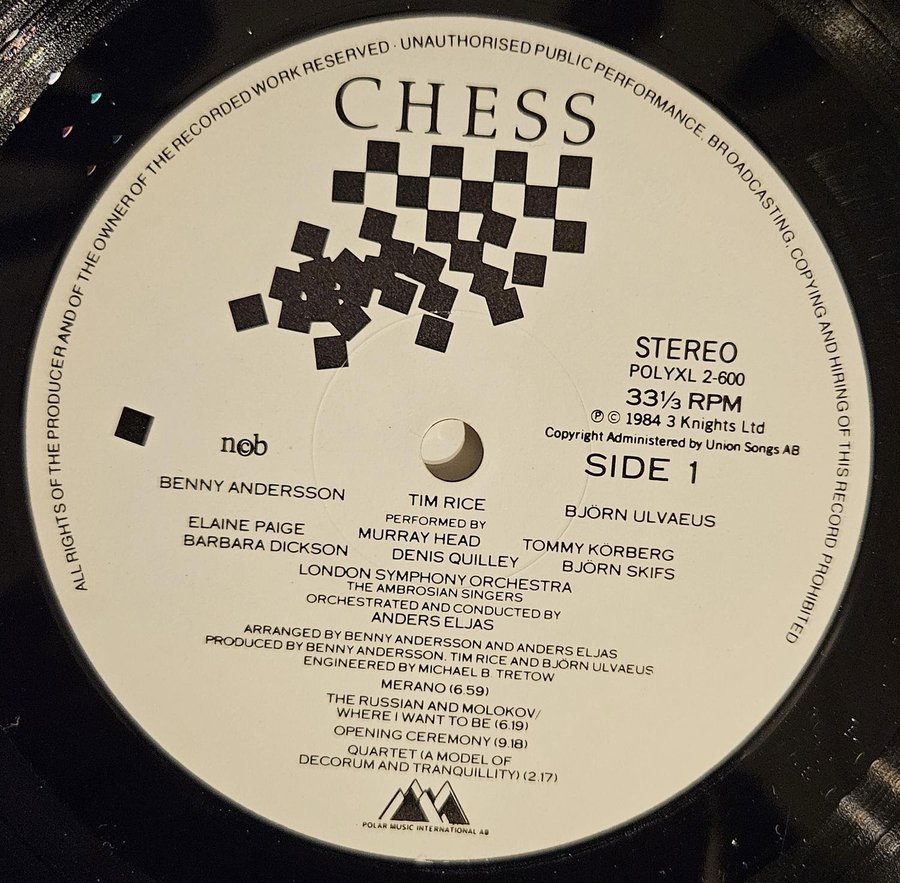 ALL RIGHTS OF THE PRODUCER AND OF THE OWNER OF THE RECORDED WORK RESERVED · UNAUTHORISED PUBLIC PERFORMANCE, BROADCASTING, COPYING AND HIRING OF THIS RECORD PROHIBITED
CHESS
STEREO
POLYXL 2-600
33⅓ RPM
℗ © 1984 3 Knights Ltd
Copyright Administered by Union Songs AB
SIDE 1
n©b
BENNY ANDERSSON TIM RICE BJÖRN ULVAEUS
PERFORMED BY
ELAINE PAIGE MURRAY HEAD TOMMY KÖRBERG
BARBARA DICKSON DENIS QUILLEY BJÖRN SKIFS
LONDON SYMPHONY ORCHESTRA
THE AMBROSIAN SINGERS
ORCHESTRATED AND CONDUCTED BY
ANDERS ELJAS
ARRANGED BY BENNY ANDERSSON AND ANDERS ELJAS
PRODUCED BY BENNY ANDERSSON, TIM RICE AND BJÖRN ULVAEUS
ENGINEERED BY MICHAEL B. TRETOW
MERANO (6.59)
THE RUSSIAN AND MOLOKOV/
WHERE I WANT TO BE (6.19)
OPENING CEREMONY (9.18)
QUARTET (A MODEL OF
DECORUM AND TRANQUILLITY) (2.17)
POLAR MUSIC INTERNATIONAL AB